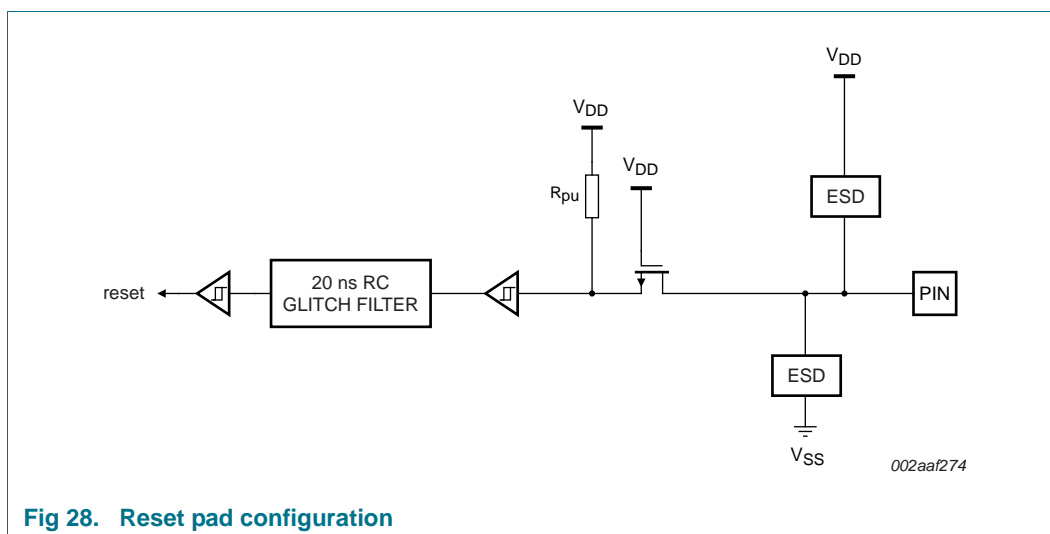 VDD
VDD
VDD
Rpu
ESD
reset
20 ns RC
GLITCH FILTER
PIN
ESD
VSS
002aaf274
Fig 28. Reset pad configuration